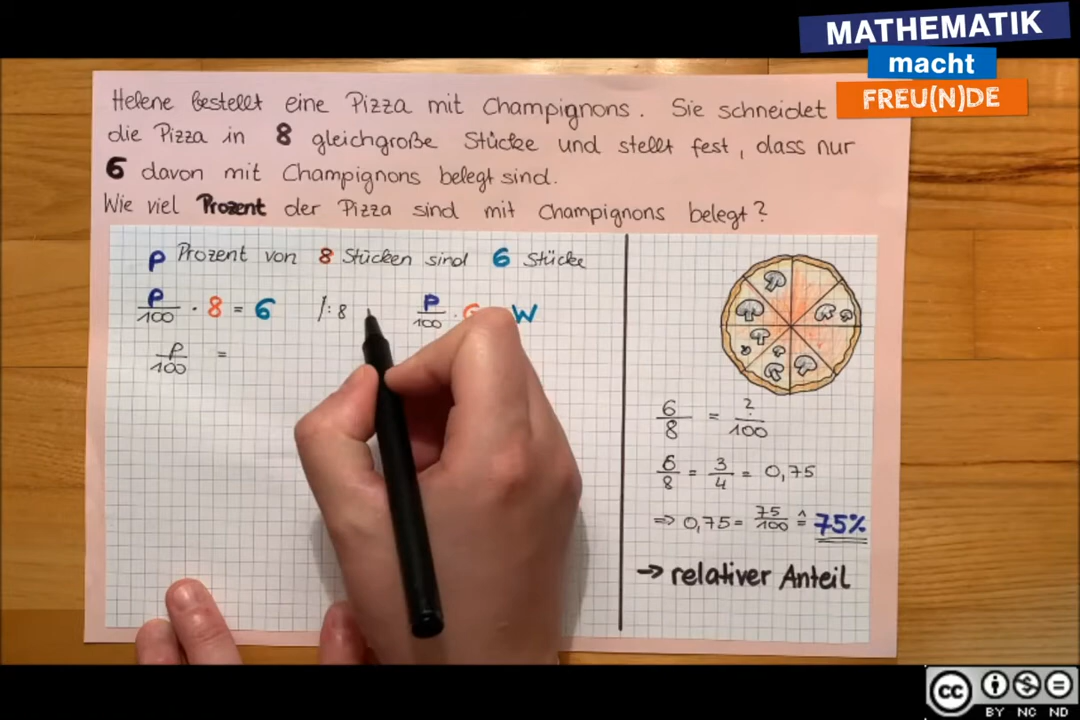 MATHEMATIK
macht
FREU(N)DE
Helene bestellt eine Pizza mit Champignons. Sie schneidet
die Pizza in 8 gleichgroße Stücke und stellt fest, dass nur
6 davon mit Champignons belegt sind.
Wie viel Prozent der Pizza sind mit Champignons belegt?
p Prozent von 8 Stücken sind 6 Stücke
p/100 · 8 = 6 /:8 p/100 · W
p/100 =
6/8 = ?/100
6/8 = 3/4 = 0,75
⇒ 0,75 = 75/100 ≙ 75%
→ relativer Anteil
cc
BY NC ND